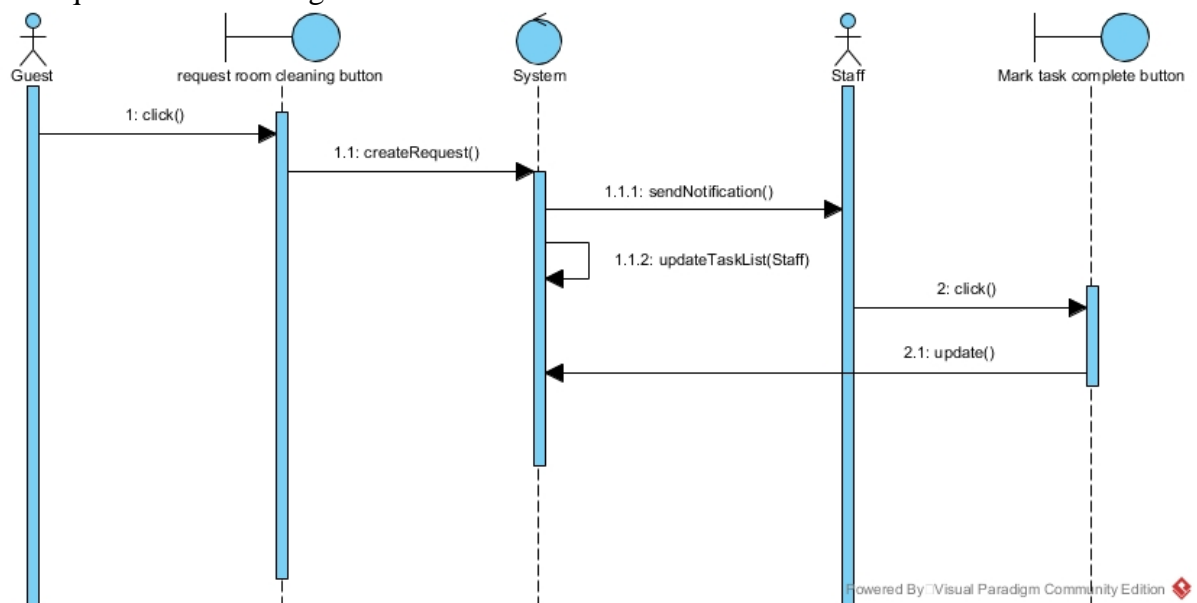 Guest
request room cleaning button
System
Staff
Mark task complete button
1: click()
1.1: createRequest()
1.1.1: sendNotification()
1.1.2: updateTaskList(Staff)
2: click()
2.1: update()
Powered By Visual Paradigm Community Edition